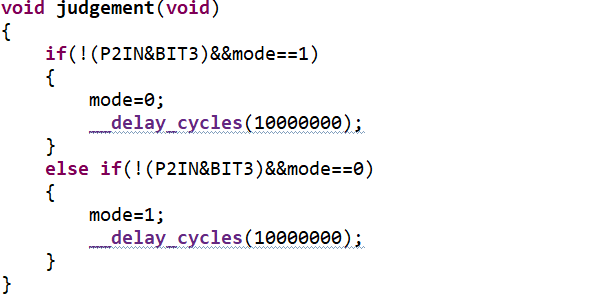 void judgement(void)
{
    if(!(P2IN&BIT3)&&mode==1)
    {
        mode=0;
        __delay_cycles(10000000);
    }
    else if(!(P2IN&BIT3)&&mode==0)
    {
        mode=1;
        __delay_cycles(10000000);
    }
}